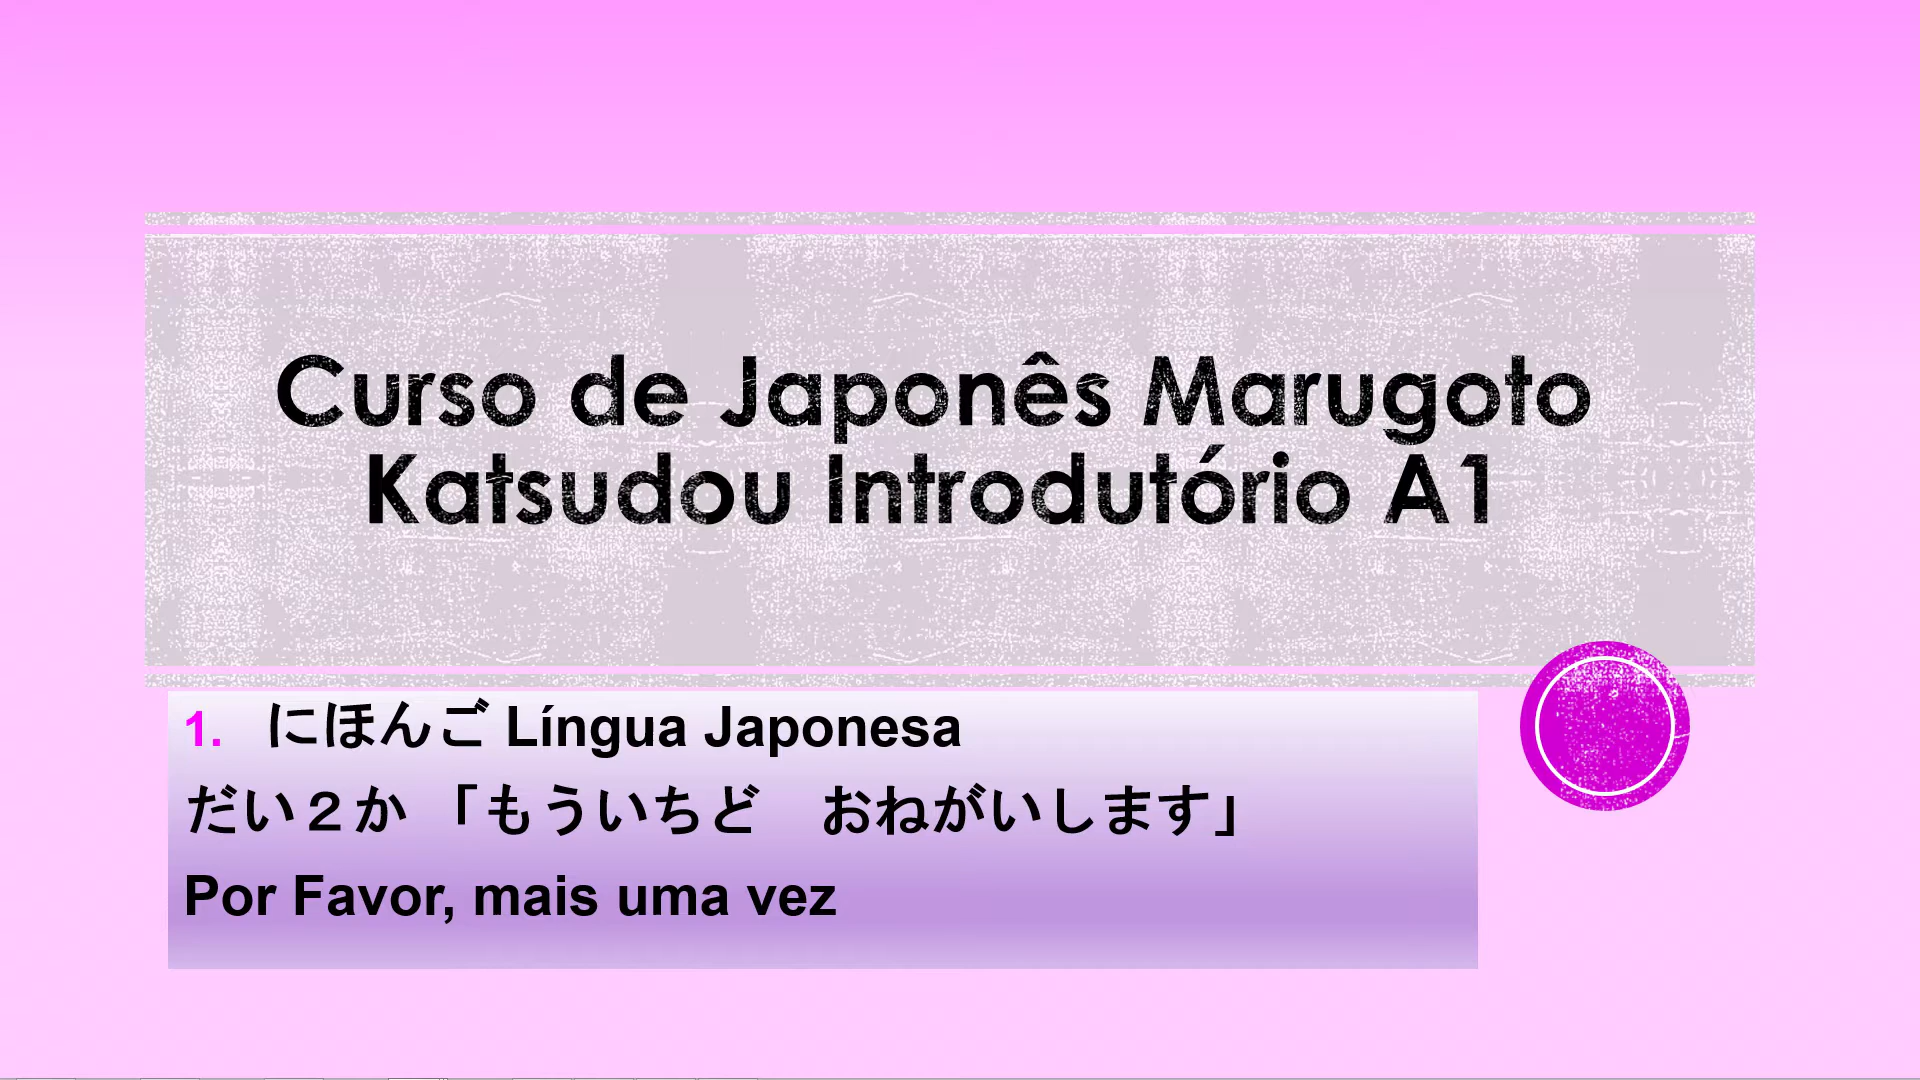 Curso de Japonês Marugoto
Katsudou Introdutório A1
1. にほんご Língua Japonesa
だい２か 「もういちど　おねがいします」
Por Favor, mais uma vez